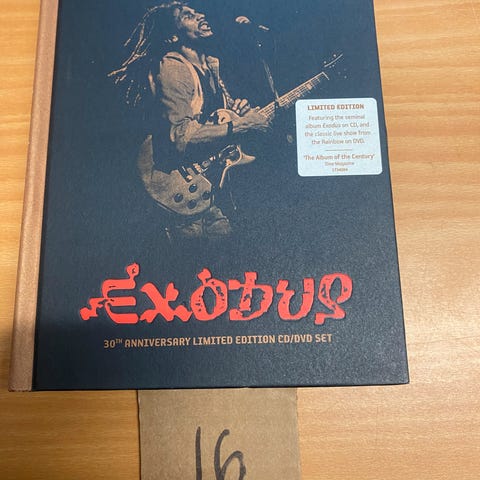 LIMITED EDITION
Featuring the seminal
album Exodus on CD, and
the classic live show from
the Rainbow on DVD.
'The Album of the Century'
Time Magazine
1734084
EXODUS
30TH ANNIVERSARY LIMITED EDITION CD/DVD SET
16